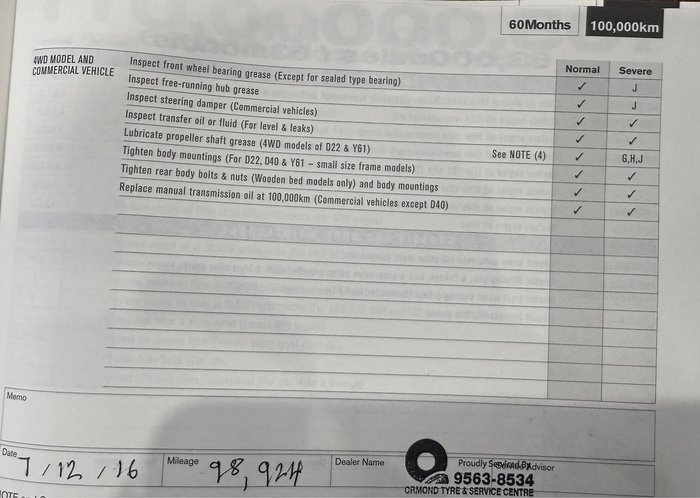 60Months 100,000km
4WD MODEL AND
COMMERCIAL VEHICLE
Normal Severe
Inspect front wheel bearing grease (Except for sealed type bearing) ✓ J
Inspect free-running hub grease ✓ J
Inspect steering damper (Commercial vehicles) ✓ ✓
Inspect transfer oil or fluid (For level & leaks) ✓ ✓
Lubricate propeller shaft grease (4WD models of D22 & Y61) See NOTE (4) ✓ G,H,J
Tighten body mountings (For D22, D40 & Y61 – small size frame models) ✓ ✓
Tighten rear body bolts & nuts (Wooden bed models only) and body mountings ✓ ✓
Replace manual transmission oil at 100,000km (Commercial vehicles except D40) ✓ ✓
Memo
Date 7/12/16 Mileage 98,924 Dealer Name Proudly Serviced By Service Advisor
9563-8534
ORMOND TYRE & SERVICE CENTRE